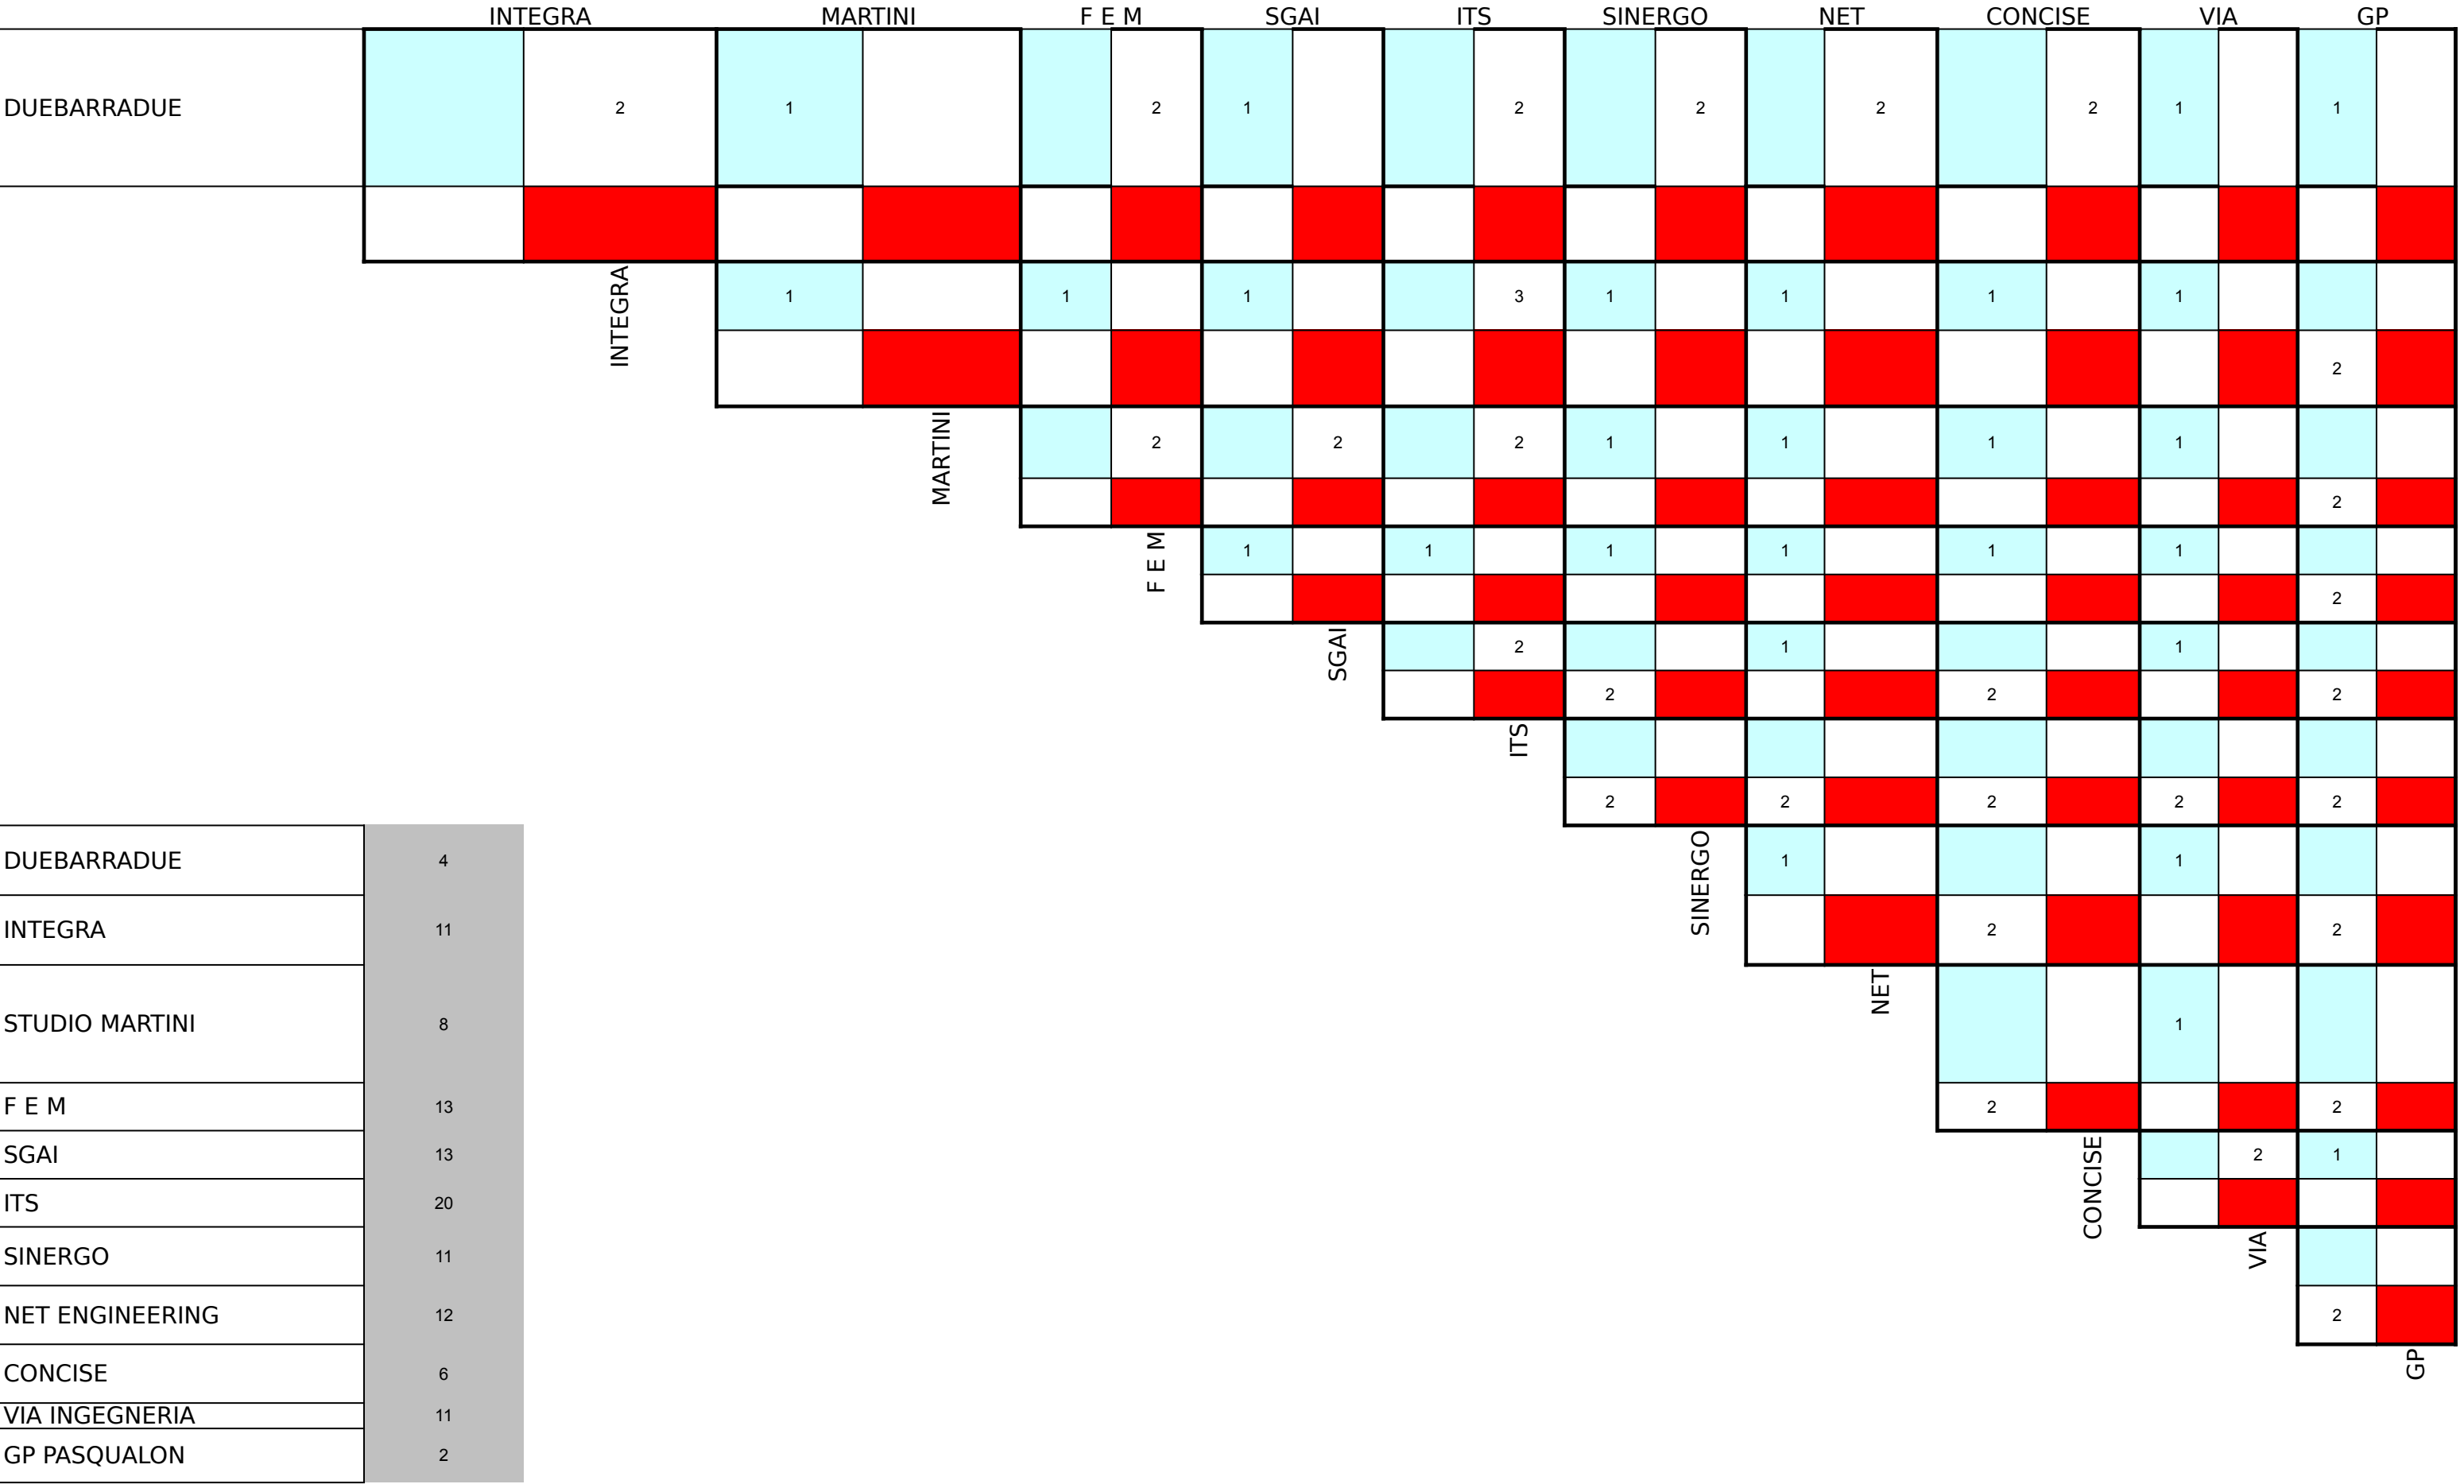 INTEGRA MARTINI F E M SGAI ITS SINERGO NET CONCISE VIA GP
DUEBARRADUE 2 1 2 1 2 2 2 2 1 1
INTEGRA 1 1 1 3 1 1 1 1
2
MARTINI 2 2 2 1 1 1 1
2
F E M 1 1 1 1 1 1
2
SGAI 2 1 1
2 2 2
ITS
2 2 2 2 2
DUEBARRADUE 4 SINERGO 1 1
INTEGRA 11 2 2
STUDIO MARTINI 8 NET 1
F E M 13 2 2
SGAI 13 CONCISE 2 1
ITS 20
SINERGO 11 VIA
NET ENGINEERING 12 2
CONCISE 6 GP
VIA INGEGNERIA 11
GP PASQUALON 2